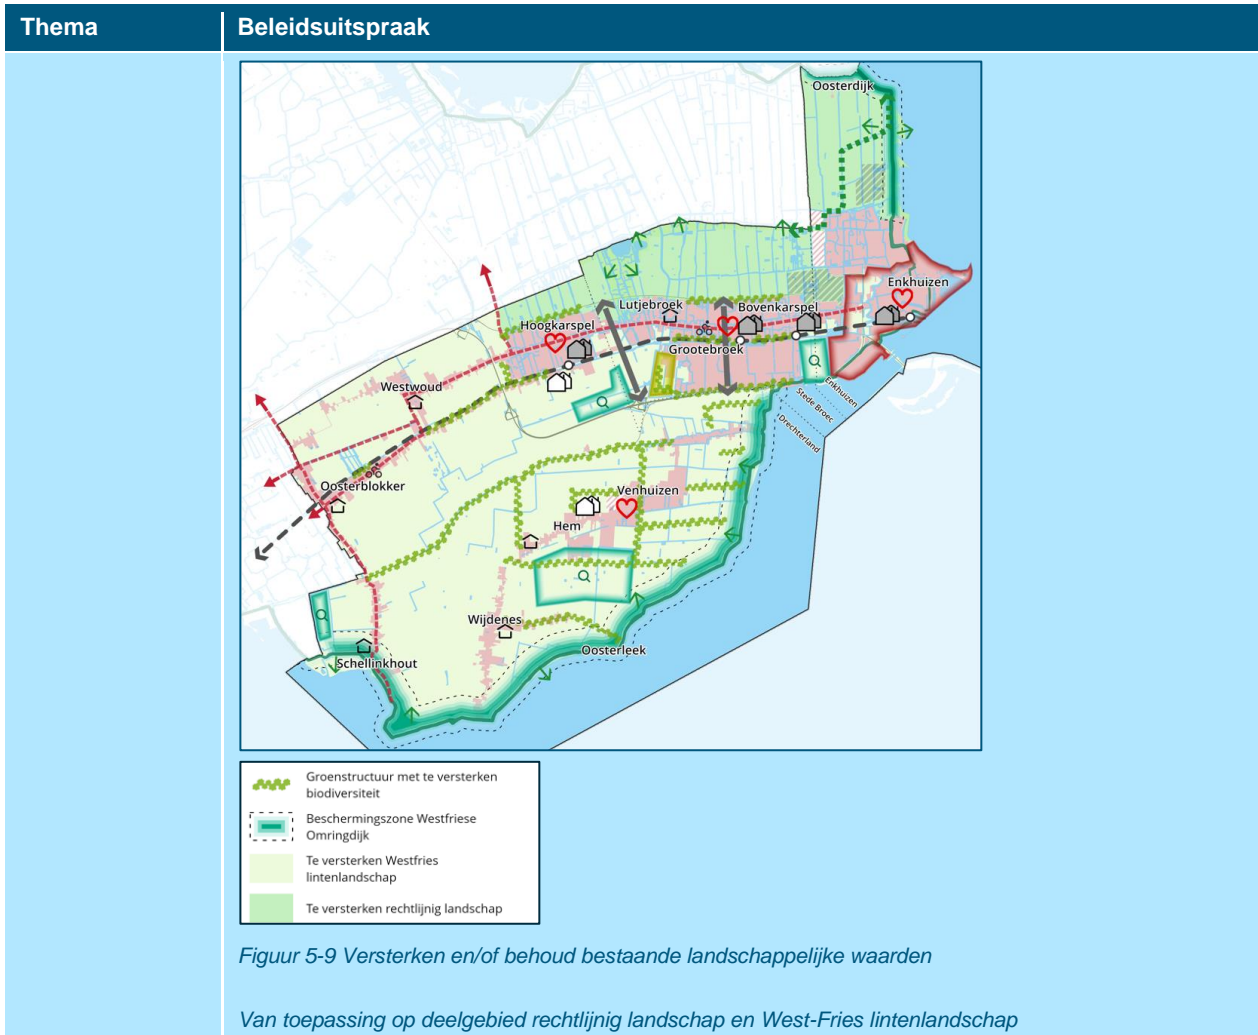 Thema
Beleidsuitspraak
Oosterdijk
Enkhuizen
Lutjebroek
Bovenkarspel
Hoogkarspel
Grootebroek
Westwoud
Enkhuizen
Stede Broec
Drechterland
Oosterblokker
Venhuizen
Hem
Wijdenes
Oosterleek
Schellinkhout
Groenstructuur met te versterken
biodiversiteit
Beschermingszone Westfriese
Omringdijk
Te versterken Westfries
lintenlandschap
Te versterken rechtlijnig landschap
Figuur 5-9 Versterken en/of behoud bestaande landschappelijke waarden
Van toepassing op deelgebied rechtlijnig landschap en West-Fries lintenlandschap